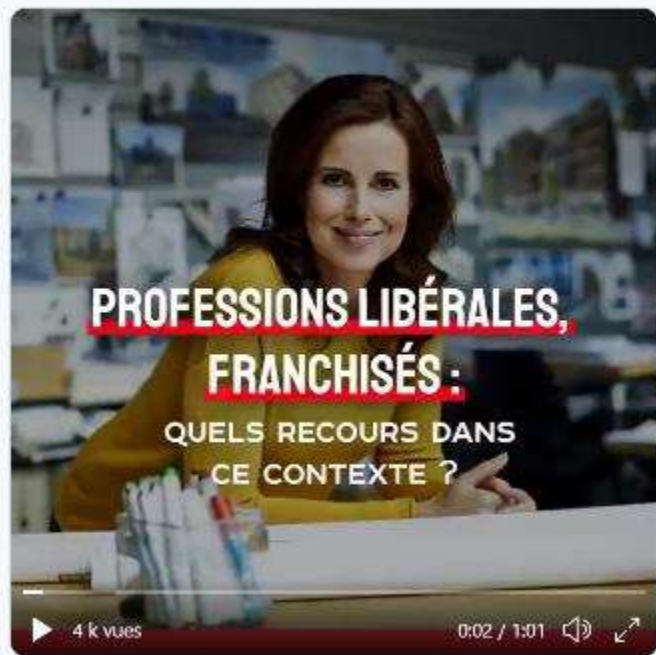 PROFESSIONS LIBÉRALES,
FRANCHISÉS :
QUELS RECOURS DANS
CE CONTEXTE ?
4 k vues
0:02 / 1:01